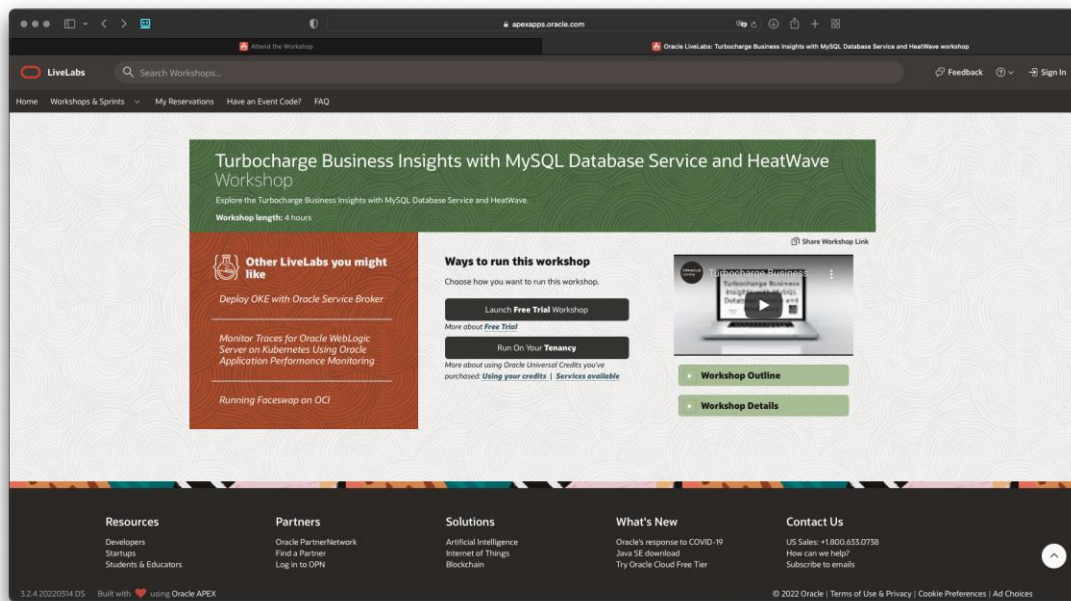 apexapps.oracle.com
Attend the Workshop
Oracle LiveLabs: Turbocharge Business Insights with MySQL Database Service and HeatWave workshop
LiveLabs
Search Workshops...
Feedback
Sign In
Home Workshops & Sprints My Reservations Have an Event Code? FAQ
Turbocharge Business Insights with MySQL Database Service and HeatWave
Workshop
Explore the Turbocharge Business Insights with MySQL Database Service and HeatWave.
Workshop length: 4 hours
Share Workshop Link
Other LiveLabs you might
like
Deploy OKE with Oracle Service Broker
Monitor Traces for Oracle WebLogic
Server on Kubernetes Using Oracle
Application Performance Monitoring
Running Faceswap on OCI
Ways to run this workshop
Choose how you want to run this workshop.
Launch Free Trial Workshop
More about Free Trial
Run On Your Tenancy
More about using Oracle Universal Credits you've
purchased: Using your credits | Services available
Turbocharge Business
Turbocharge Business
Insights with MySQL
Database Service and
Workshop Outline
Workshop Details
Resources
Developers
Startups
Students & Educators
Partners
Oracle PartnerNetwork
Find a Partner
Log in to OPN
Solutions
Artificial Intelligence
Internet of Things
Blockchain
What's New
Oracle's response to COVID-19
Java SE download
Try Oracle Cloud Free Tier
Contact Us
US Sales: +1.800.633.0738
How can we help?
Subscribe to emails
3.2.4 20220314 DS Built with ❤ using Oracle APEX
© 2022 Oracle | Terms of Use & Privacy | Cookie Preferences | Ad Choices